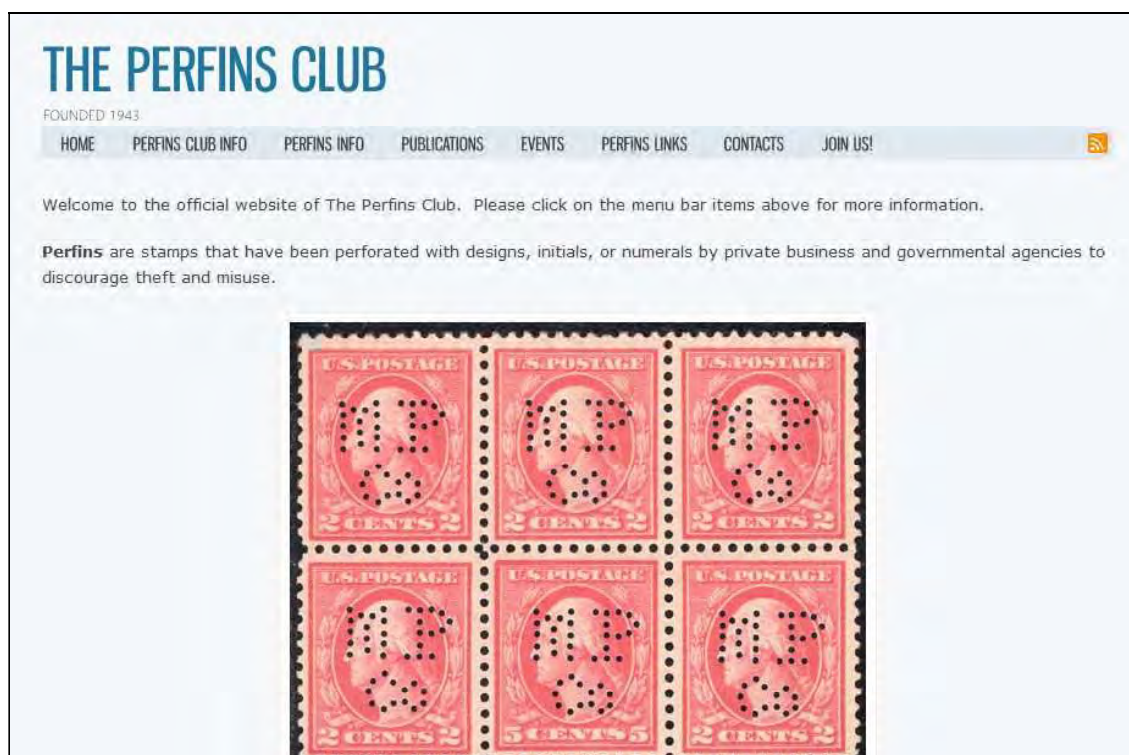 THE PERFINS CLUB
FOUNDED 1943
HOME PERFINS CLUB INFO PERFINS INFO PUBLICATIONS EVENTS PERFINS LINKS CONTACTS JOIN US!
Welcome to the official website of The Perfins Club. Please click on the menu bar items above for more information.
Perfins are stamps that have been perforated with designs, initials, or numerals by private business and governmental agencies to
discourage theft and misuse.
U.S. POSTAGE U.S. POSTAGE U.S. POSTAGE
2 CENTS 2 2 CENTS 2 2 CENTS 2
U.S. POSTAGE U.S. POSTAGE U.S. POSTAGE
2 CENTS 2 5 CENTS 5 2 CENTS 2